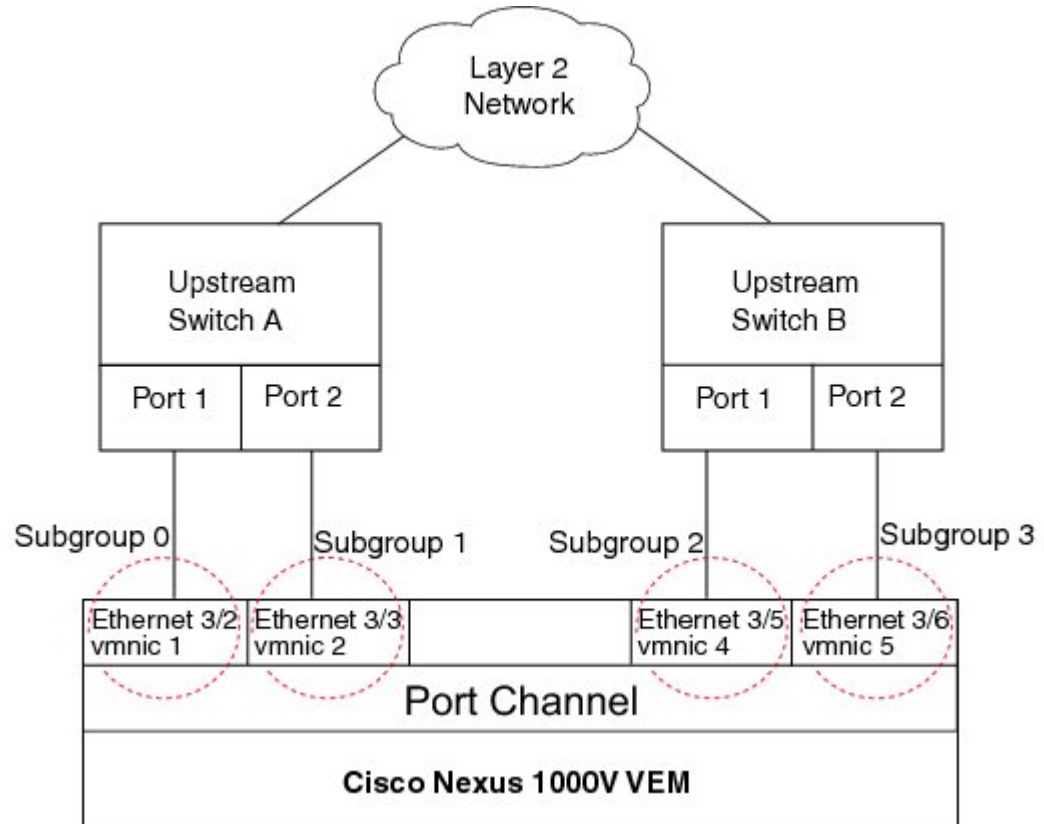 Layer 2
Network
Upstream
Switch A
Upstream
Switch B
Port 1
Port 2
Port 1
Port 2
Subgroup 0
Subgroup 1
Subgroup 2
Subgroup 3
Ethernet 3/2
vmnic 1
Ethernet 3/3
vmnic 2
Ethernet 3/5
vmnic 4
Ethernet 3/6
vmnic 5
Port Channel
Cisco Nexus 1000V VEM